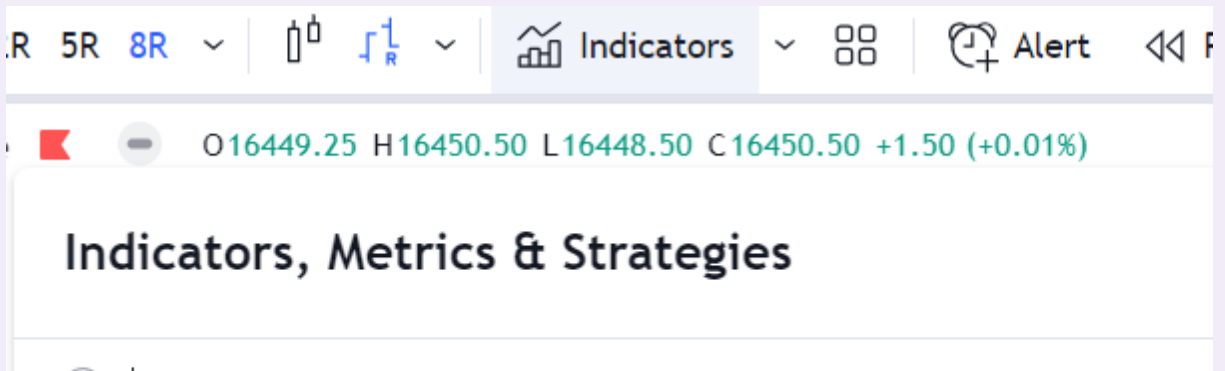 R 5R 8R R Indicators Alert
O16449.25 H16450.50 L16448.50 C16450.50 +1.50 (+0.01%)
Indicators, Metrics & Strategies